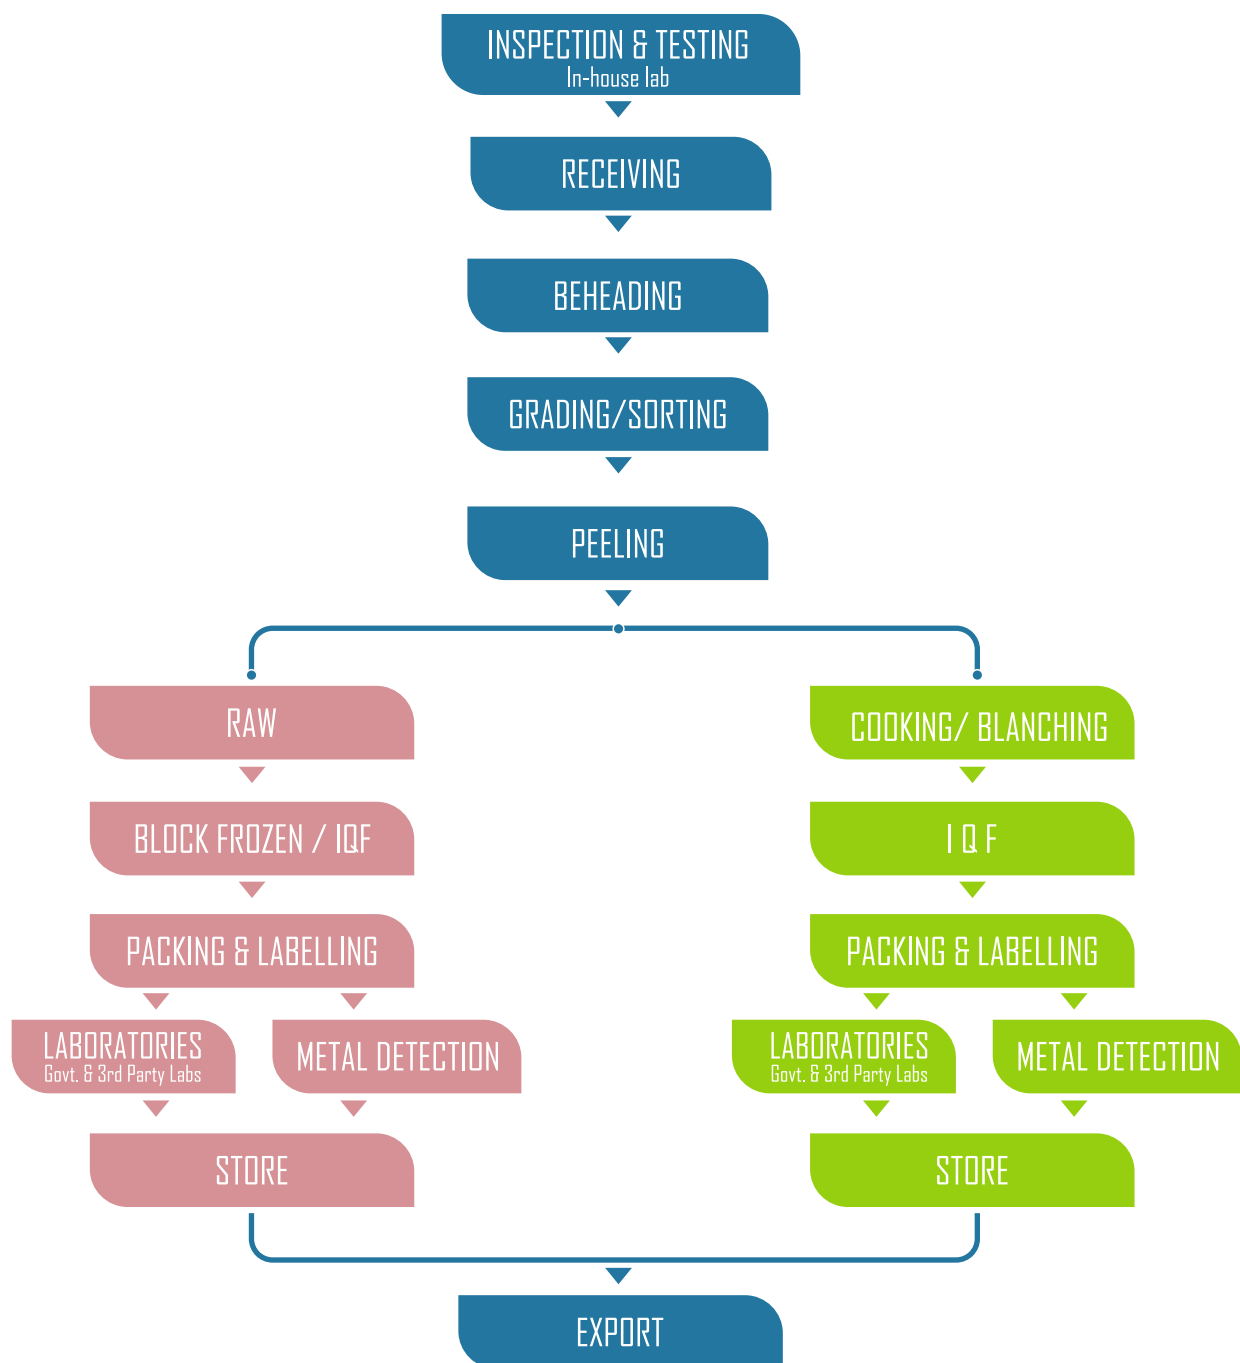 INSPECTION & TESTING
In-house lab
RECEIVING
BEHEADING
GRADING/SORTING
PEELING
RAW
BLOCK FROZEN / IQF
PACKING & LABELLING
LABORATORIES
Govt. & 3rd Party Labs
METAL DETECTION
STORE
COOKING/ BLANCHING
I Q F
PACKING & LABELLING
LABORATORIES
Govt. & 3rd Party Labs
METAL DETECTION
STORE
EXPORT